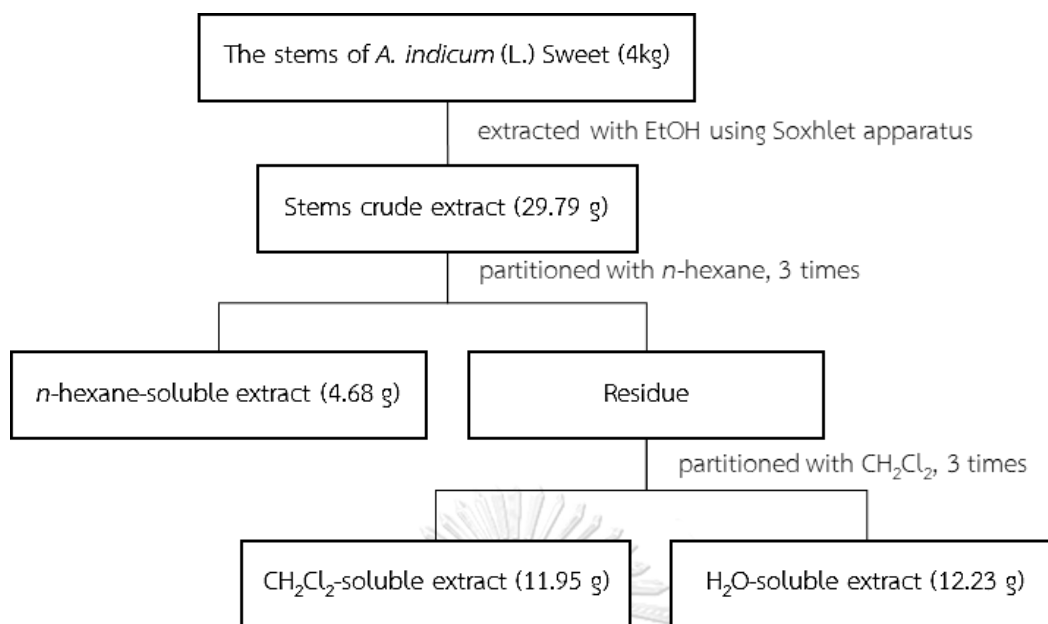 The stems of A. indicum (L.) Sweet (4kg)
extracted with EtOH using Soxhlet apparatus
Stems crude extract (29.79 g)
partitioned with n-hexane, 3 times
n-hexane-soluble extract (4.68 g)
Residue
partitioned with CH₂Cl₂, 3 times
CH₂Cl₂-soluble extract (11.95 g)
H₂O-soluble extract (12.23 g)